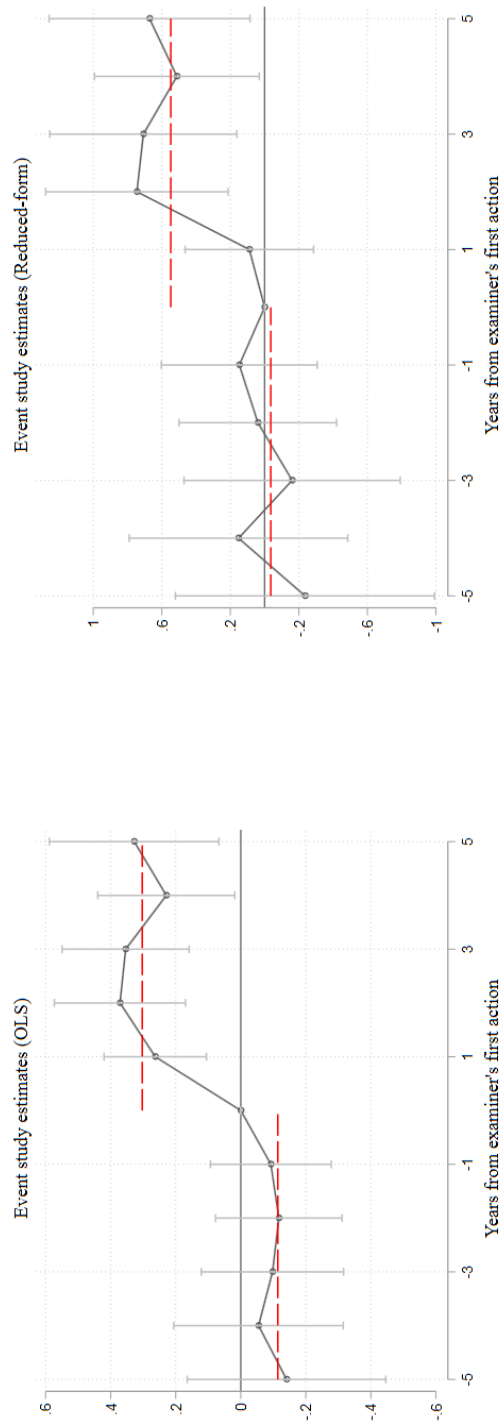 Event study estimates (OLS)
.6
.4
.2
0
-.2
-.4
-.6
-5 -3 -1 1 3 5
Years from examiner's first action
Event study estimates (Reduced-form)
1
.6
.2
-.2
-.6
-1
-5 -3 -1 1 3 5
Years from examiner's first action